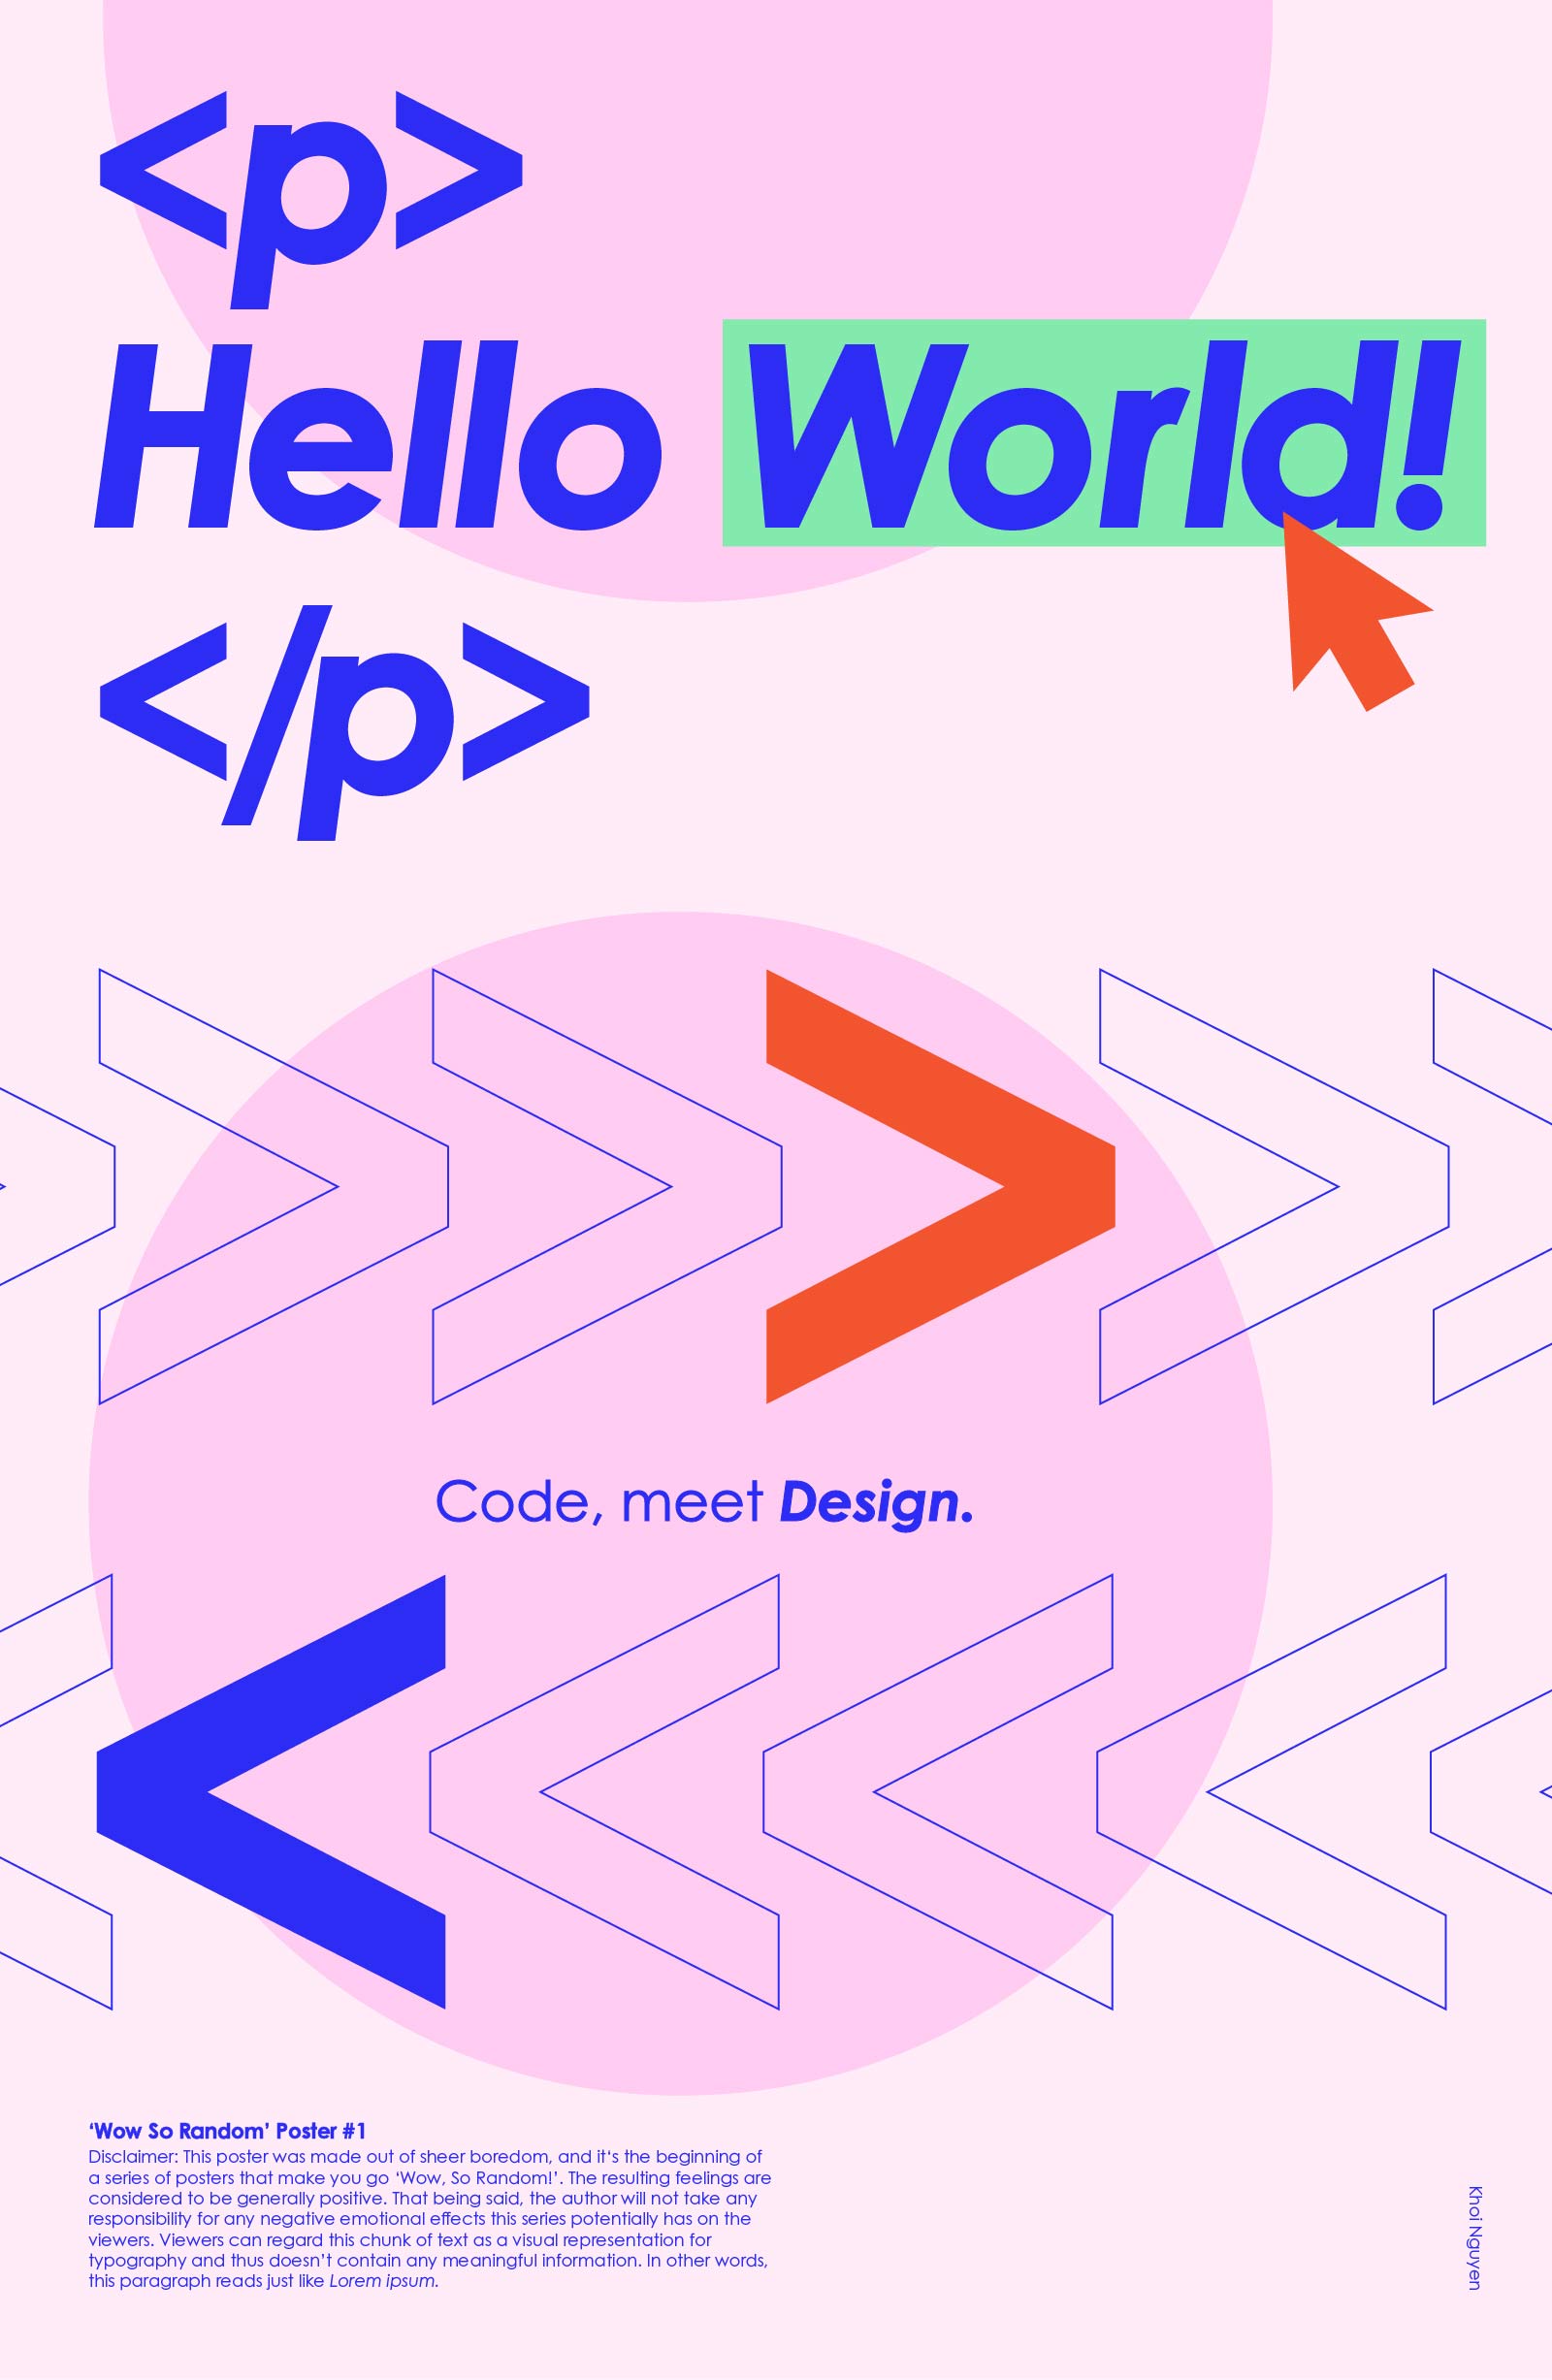 <p>
Hello World!
</p>
Code, meet Design.
‘Wow So Random’ Poster #1
Disclaimer: This poster was made out of sheer boredom, and it‘s the beginning of
a series of posters that make you go ‘Wow, So Random!’. The resulting feelings are
considered to be generally positive. That being said, the author will not take any
responsibility for any negative emotional effects this series potentially has on the
viewers. Viewers can regard this chunk of text as a visual representation for
typography and thus doesn’t contain any meaningful information. In other words,
this paragraph reads just like Lorem ipsum.
Khoi Nguyen